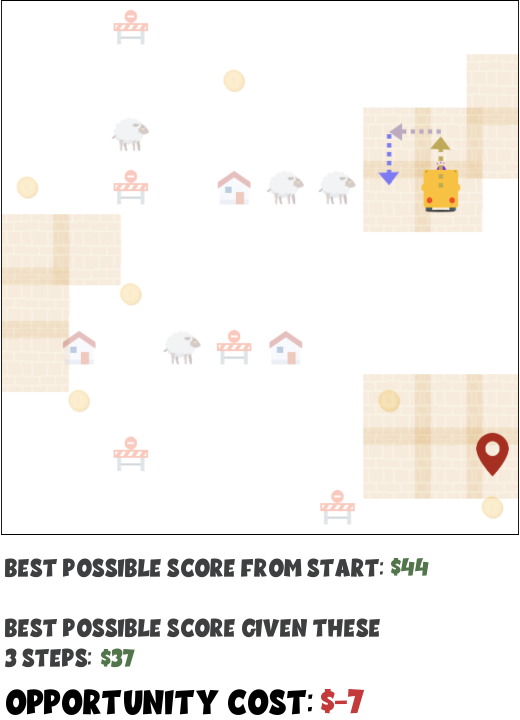 BEST POSSIBLE SCORE FROM START: $44
BEST POSSIBLE SCORE GIVEN THESE
3 STEPS: $37
OPPORTUNITY COST: $-7